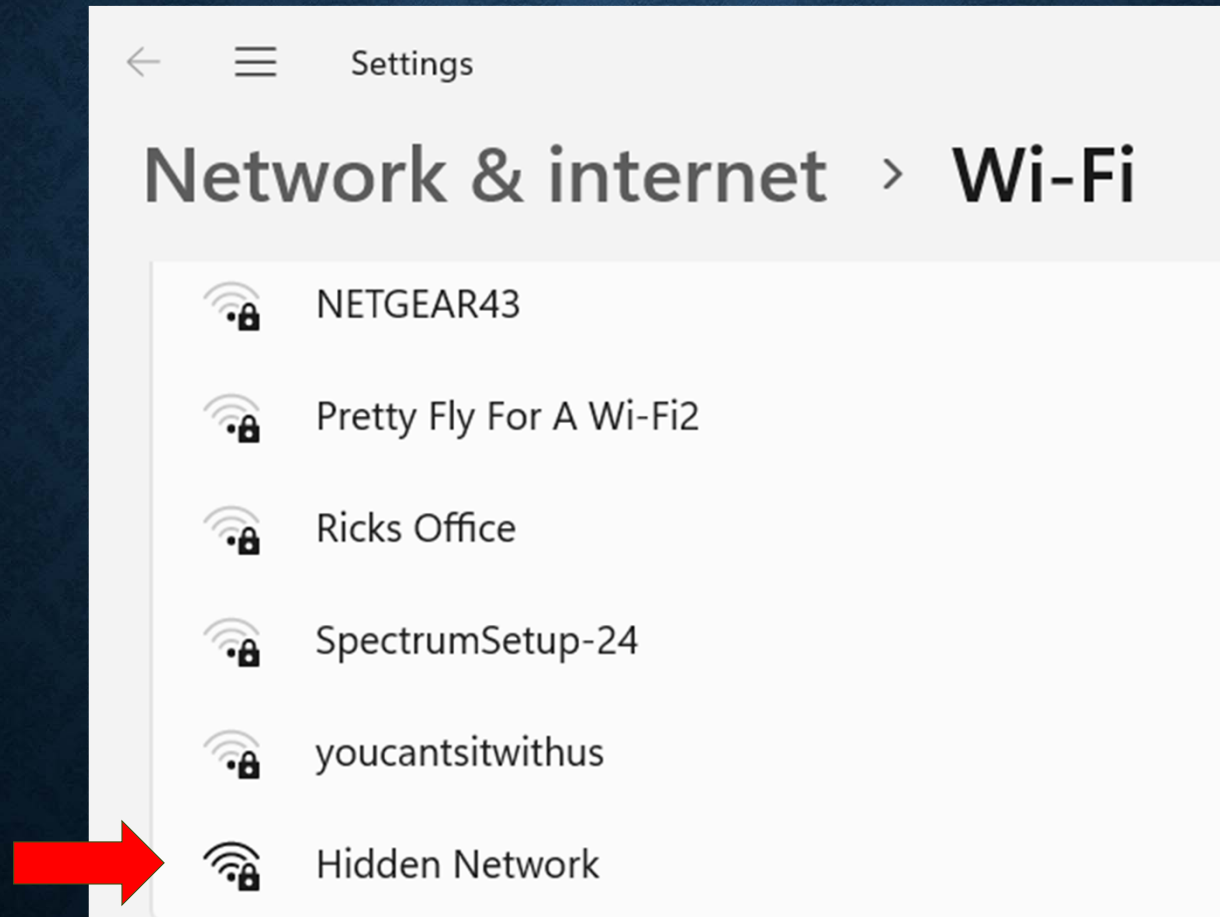 Settings
Network & internet > Wi-Fi
NETGEAR43
Pretty Fly For A Wi-Fi2
Ricks Office
SpectrumSetup-24
youcantsitwithus
Hidden Network